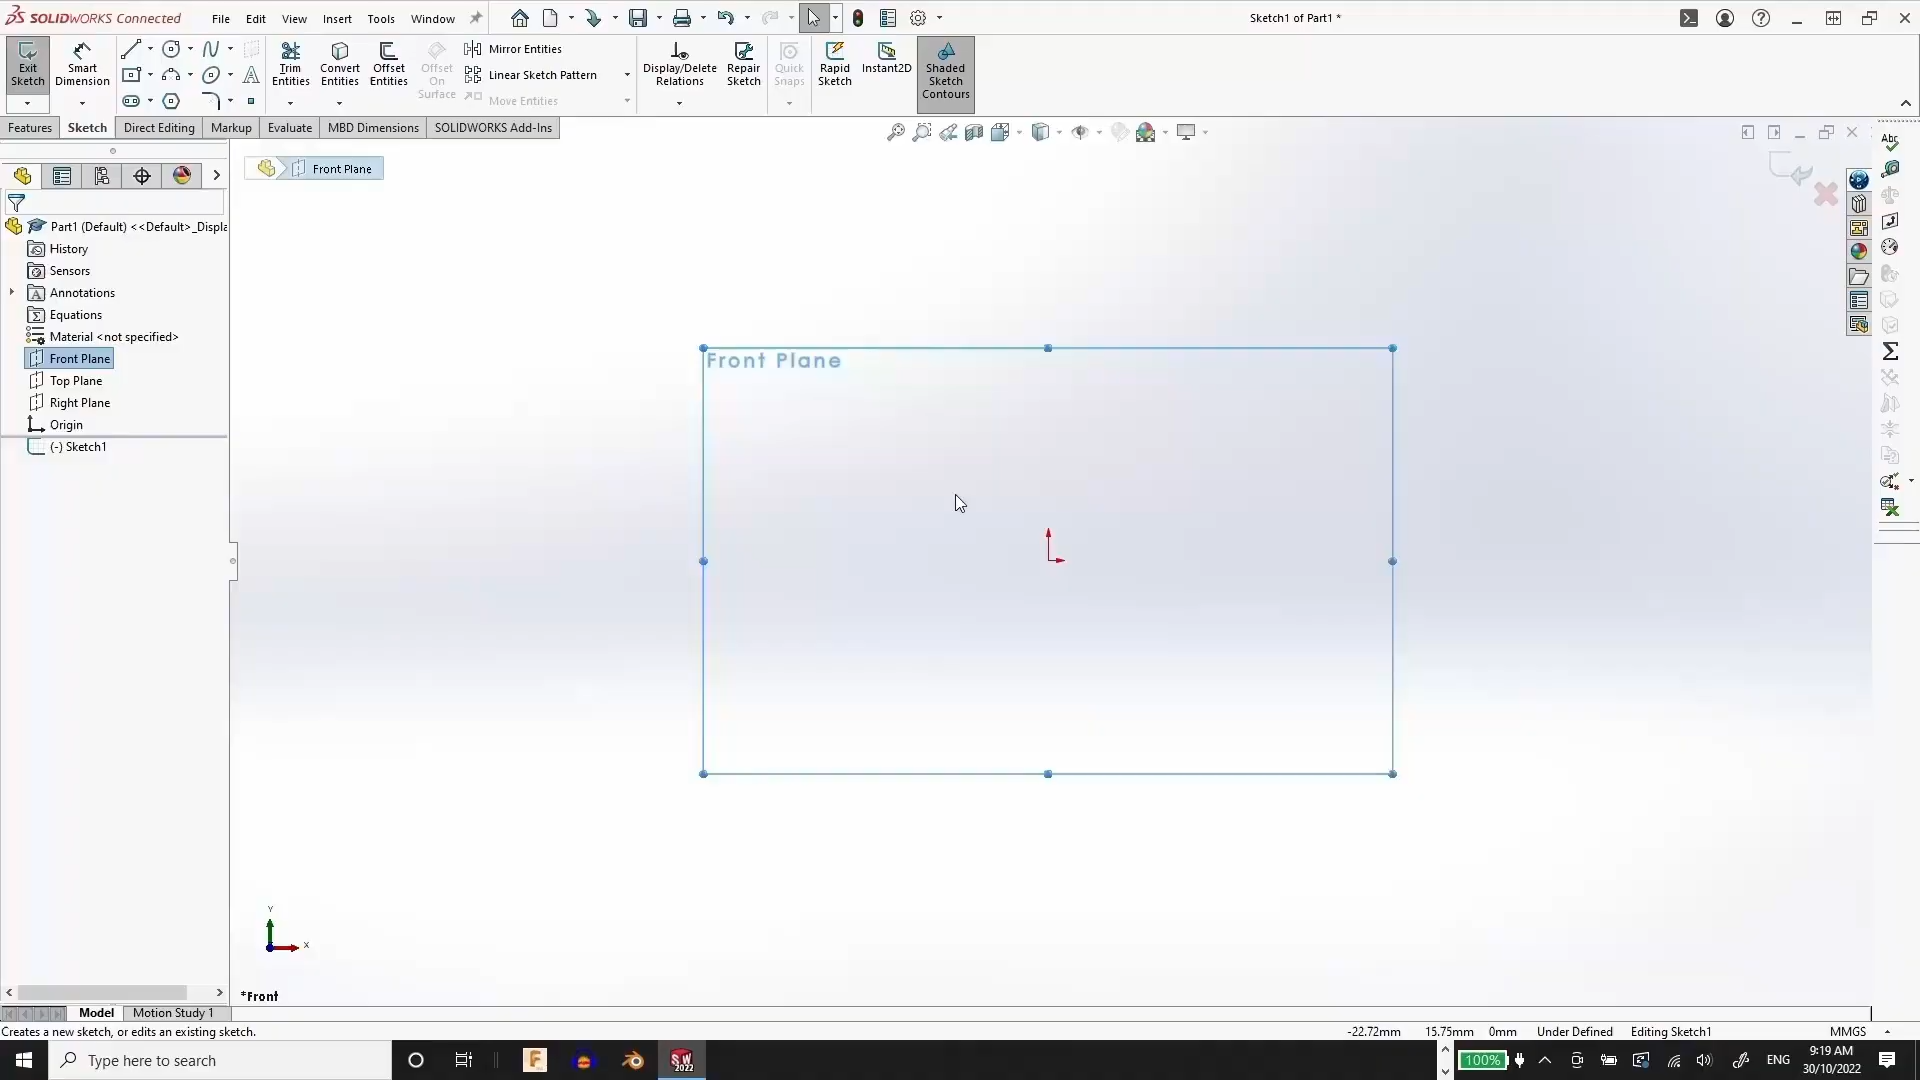 SOLIDWORKS Connected
File Edit View Insert Tools Window
Sketch1 of Part1 *
Exit Sketch
Smart Dimension
Trim Entities
Convert Entities
Offset Entities
Offset On Surface
Mirror Entities
Linear Sketch Pattern
Move Entities
Display/Delete Relations
Repair Sketch
Quick Snaps
Rapid Sketch
Instant2D
Shaded Sketch Contours
Features Sketch Direct Editing Markup Evaluate MBD Dimensions SOLIDWORKS Add-Ins
Front Plane
Part1 (Default) <<Default>_Displa
History
Sensors
Annotations
Equations
Material <not specified>
Front Plane
Top Plane
Right Plane
Origin
(-) Sketch1
Front Plane
Abc
Y
X
*Front
Model Motion Study 1
Creates a new sketch, or edits an existing sketch.
-22.72mm 15.75mm 0mm Under Defined Editing Sketch1 MMGS
Type here to search
SW 2022
100%
ENG
9:19 AM
30/10/2022